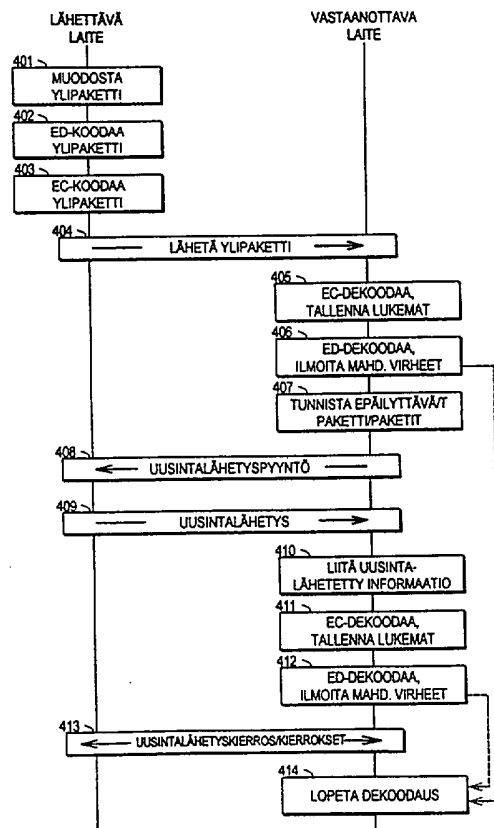 LÄHETTÄVÄ
LAITE
VASTAANOTTAVA
LAITE
401
MUODOSTA
YLIPAKETTI
402
ED-KOODAA
YLIPAKETTI
403
EC-KOODAA
YLIPAKETTI
404
LÄHETÄ YLIPAKETTI
405
EC-DEKOODAA,
TALLENNA LUKEMAT
406
ED-DEKOODAA,
ILMOITA MAHD. VIRHEET
407
TUNNISTA EPÄILYTTÄVÄ/T
PAKETTI/PAKETIT
408
UUSINTALÄHETYSPYYNTÖ
409
UUSINTALÄHETYS
410
LIITÄ UUSINTA-
LÄHETETTY INFORMAATIO
411
EC-DEKOODAA,
TALLENNA LUKEMAT
412
ED-DEKOODAA,
ILMOITA MAHD. VIRHEET
413
UUSINTALÄHETYSKIERROS/KIERROKSET
414
LOPETA DEKOODAUS